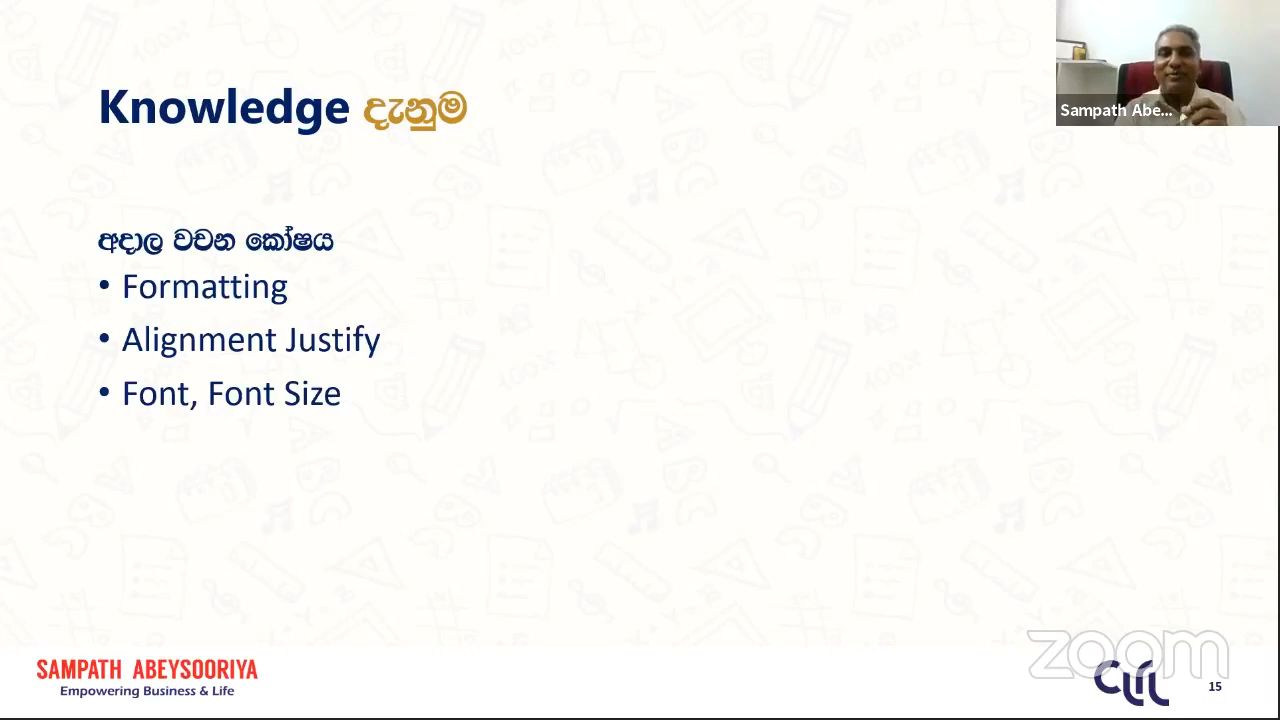 Knowledge දැනුම
Sampath Abe...
අදාල වචන කෝෂය
• Formatting
• Alignment Justify
• Font, Font Size
SAMPATH ABEYSOORIYA
Empowering Business & Life
zoom
15